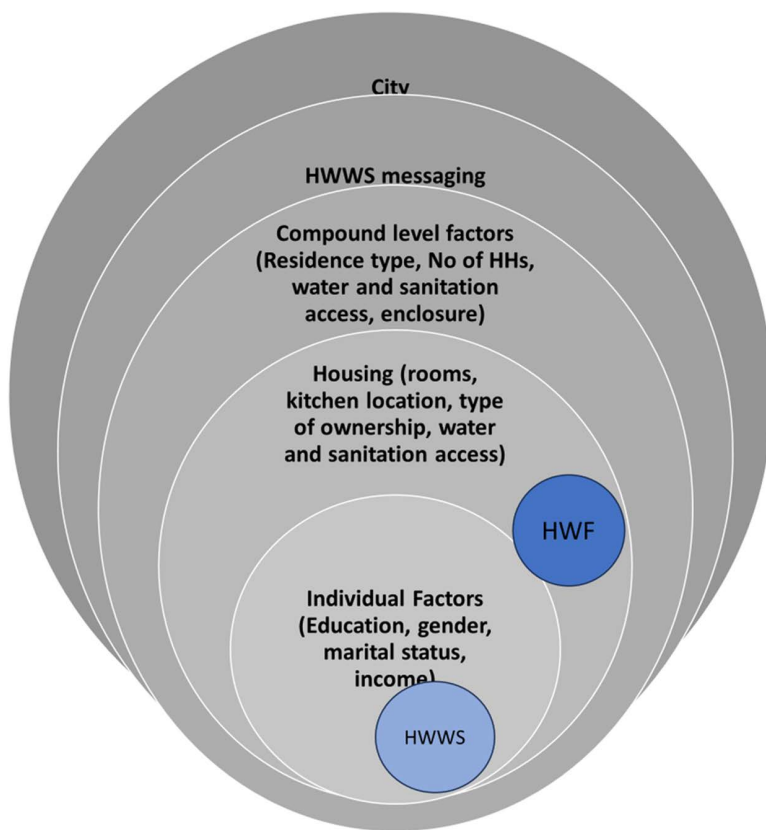 City
HWWS messaging
Compound level factors
(Residence type, No of HHs,
water and sanitation
access, enclosure)
Housing (rooms,
kitchen location, type
of ownership, water
and sanitation access)
HWF
Individual Factors
(Education, gender,
marital status,
income)
HWWS